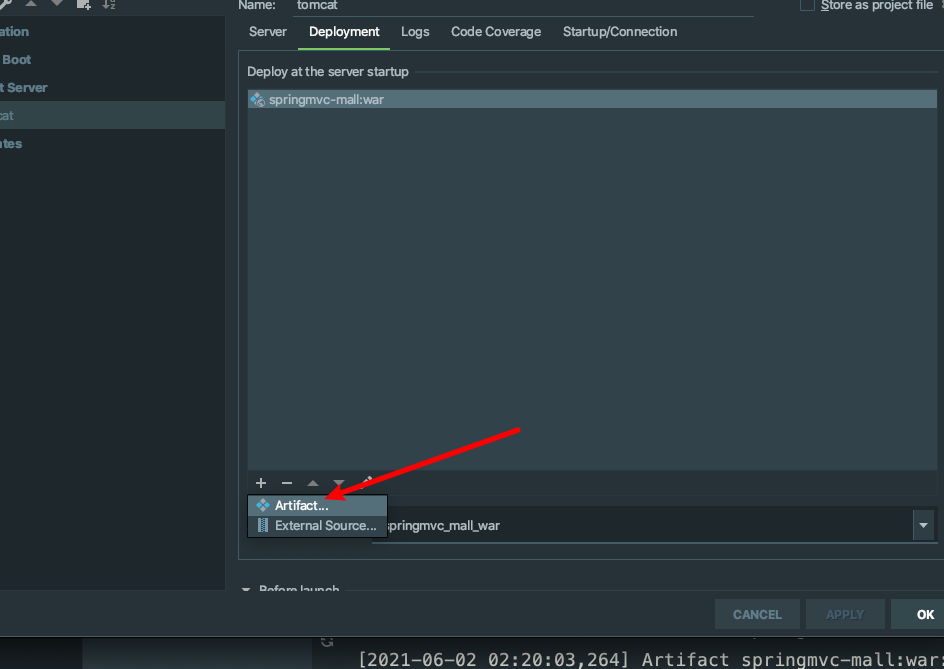 Name: tomcat Store as project file
ation
Boot
t Server
cat
ates
Server Deployment Logs Code Coverage Startup/Connection
Deploy at the server startup
springmvc-mall:war
Artifact...
External Source...
springmvc_mall_war
Before launch
CANCEL APPLY OK
[2021-06-02 02:20:03,264] Artifact springmvc-mall:war: